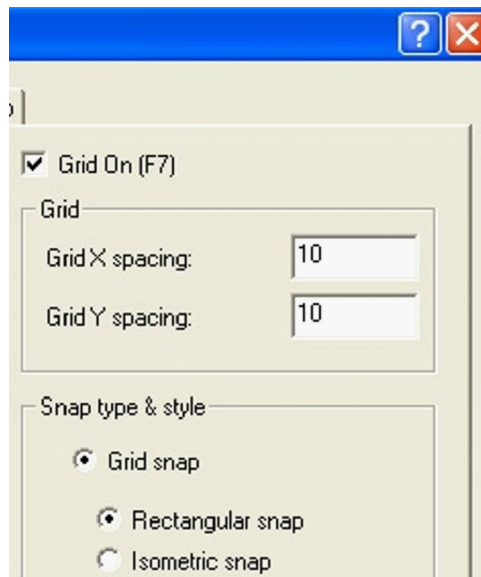 Grid On (F7)
Grid
Grid X spacing: 10
Grid Y spacing: 10
Snap type & style
Grid snap
Rectangular snap
Isometric snap